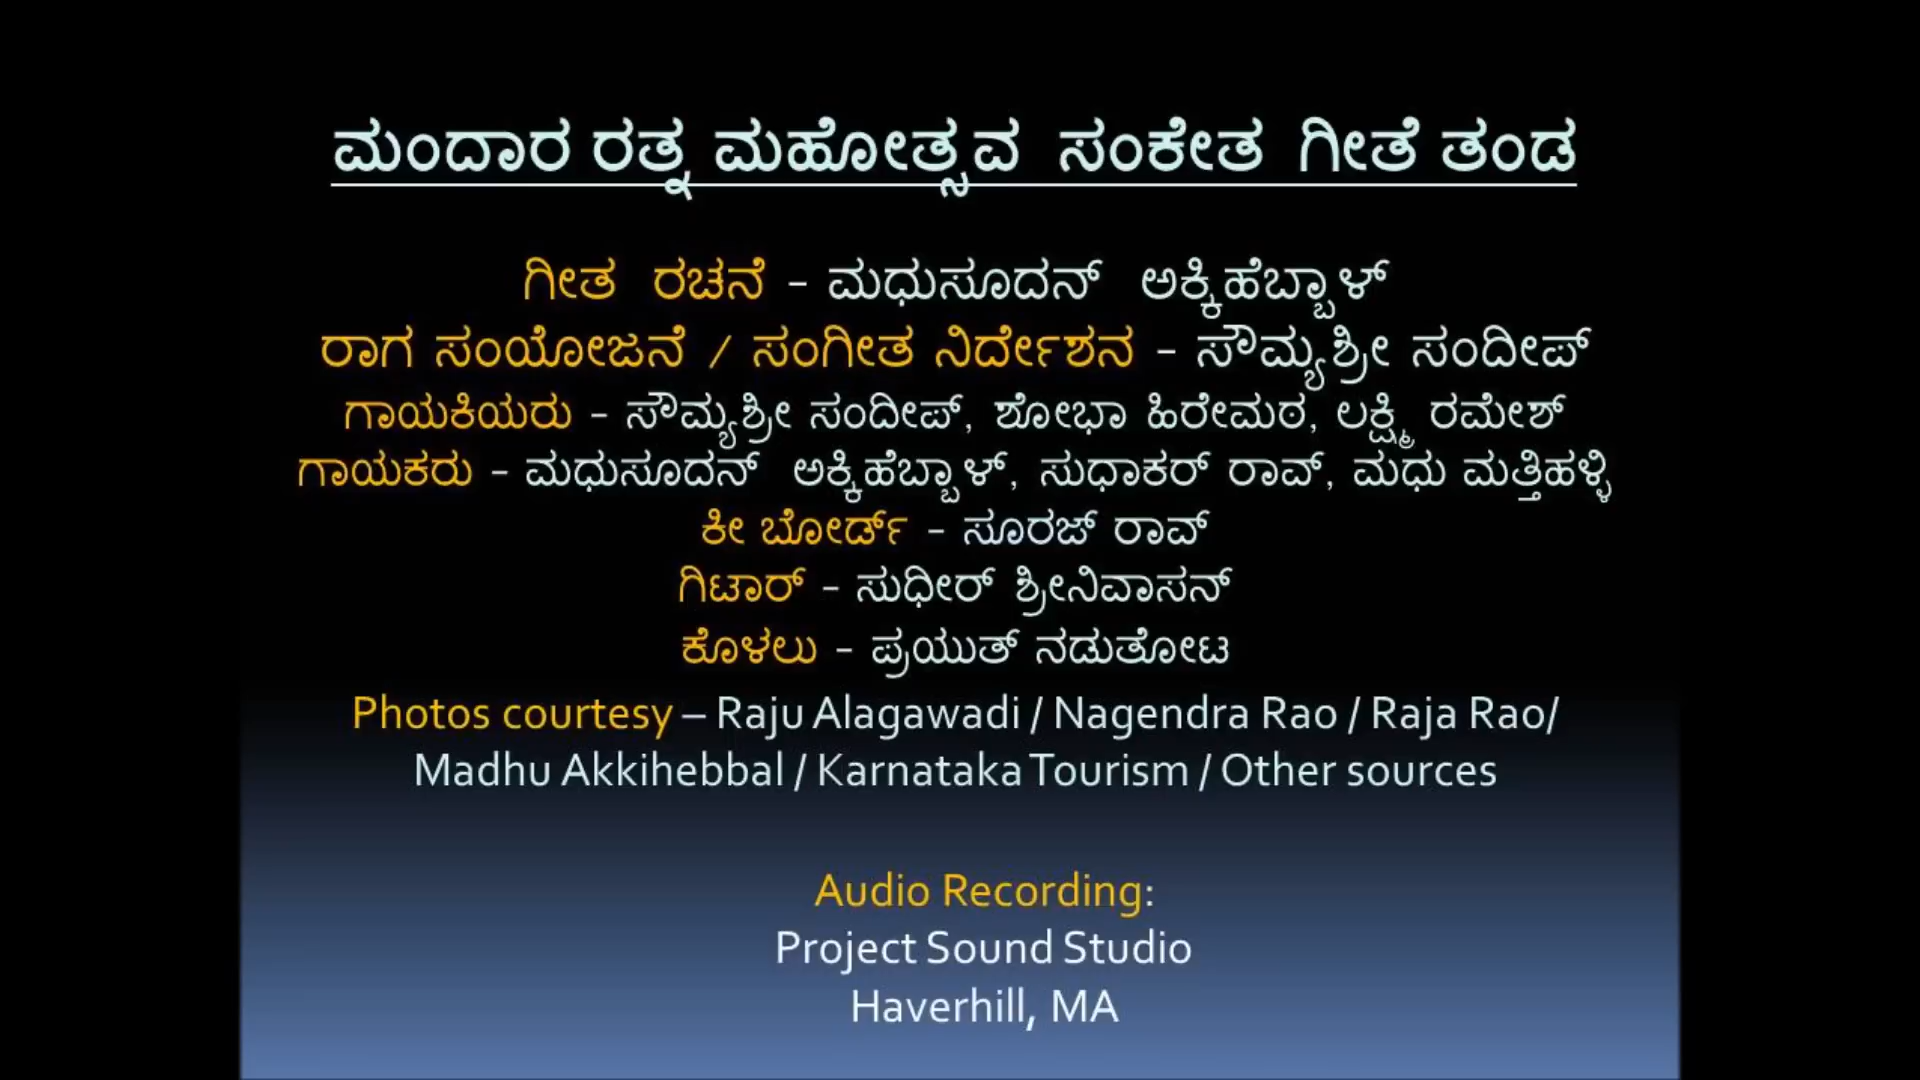 ಮಂದಾರ ರತ್ನ ಮಹೋತ್ಸವ ಸಂಕೇತ ಗೀತೆ ತಂಡ
ಗೀತ ರಚನೆ - ಮಧುಸೂದನ್ ಅಕ್ಕಿಹೆಬ್ಬಾಳ್
ರಾಗ ಸಂಯೋಜನೆ / ಸಂಗೀತ ನಿರ್ದೇಶನ - ಸೌಮ್ಯಶ್ರೀ ಸಂದೀಪ್
ಗಾಯಕಿಯರು - ಸೌಮ್ಯಶ್ರೀ ಸಂದೀಪ್, ಶೋಭಾ ಹಿರೇಮಠ, ಲಕ್ಷ್ಮಿ ರಮೇಶ್
ಗಾಯಕರು - ಮಧುಸೂದನ್ ಅಕ್ಕಿಹೆಬ್ಬಾಳ್, ಸುಧಾಕರ್ ರಾವ್, ಮಧು ಮತ್ತಿಹಳ್ಳಿ
ಕೀ ಬೋರ್ಡ್ - ಸೂರಜ್ ರಾವ್
ಗಿಟಾರ್ - ಸುಧೀರ್ ಶ್ರೀನಿವಾಸನ್
ಕೊಳಲು - ಪ್ರಯುತ್ ನಡುತೋಟ
Photos courtesy – Raju Alagawadi / Nagendra Rao / Raja Rao/
Madhu Akkihebbal / Karnataka Tourism / Other sources
Audio Recording:
Project Sound Studio
Haverhill, MA